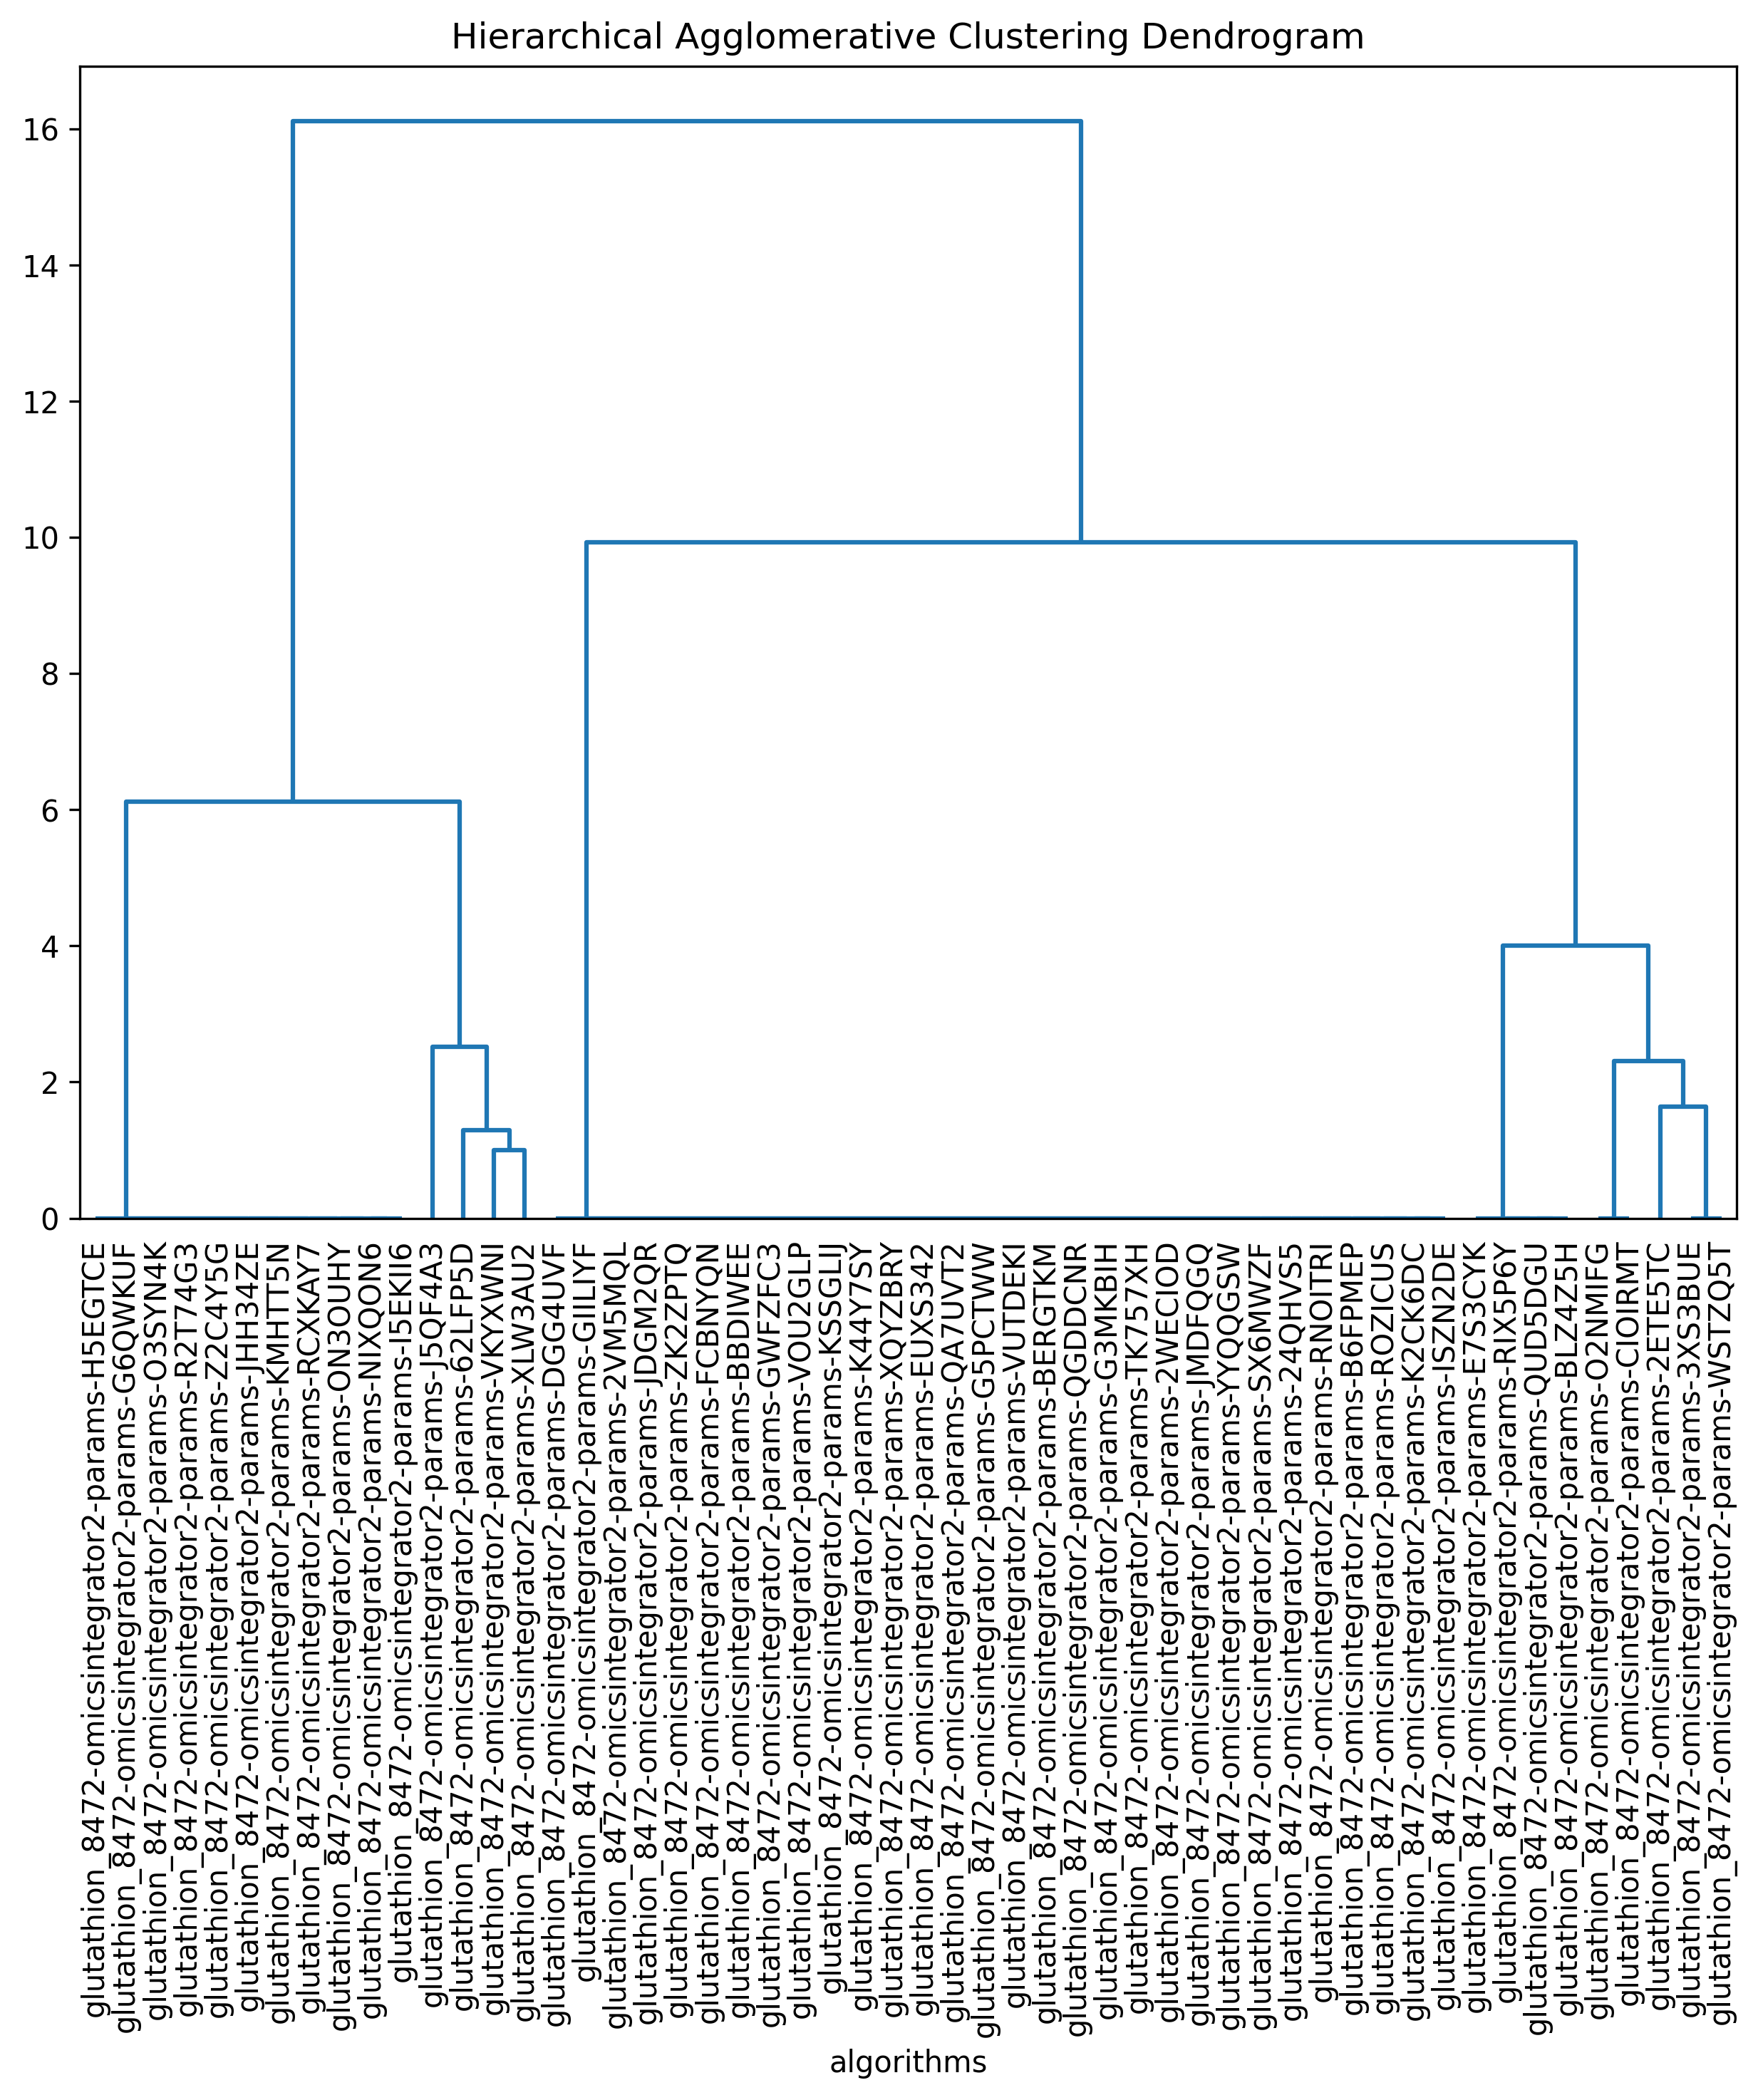 Hierarchical Agglomerative Clustering Dendrogram
16
14
12
10
8
6
4
2
0
glutathion_8472-omicsintegrator2-params-H5EGTCE
glutathion_8472-omicsintegrator2-params-G6QWKUF
glutathion_8472-omicsintegrator2-params-O3SYN4K
glutathion_8472-omicsintegrator2-params-R2T74G3
glutathion_8472-omicsintegrator2-params-Z2C4Y5G
glutathion_8472-omicsintegrator2-params-JHH34ZE
glutathion_8472-omicsintegrator2-params-KMHTT5N
glutathion_8472-omicsintegrator2-params-RCXKAY7
glutathion_8472-omicsintegrator2-params-ON3OUHY
glutathion_8472-omicsintegrator2-params-NIXQON6
glutathion_8472-omicsintegrator2-params-I5EKII6
glutathion_8472-omicsintegrator2-params-J5QF4A3
glutathion_8472-omicsintegrator2-params-62LFP5D
glutathion_8472-omicsintegrator2-params-VKYXWNI
glutathion_8472-omicsintegrator2-params-XLW3AU2
glutathion_8472-omicsintegrator2-params-DGG4UVF
glutathion_8472-omicsintegrator2-params-GIILIYF
glutathion_8472-omicsintegrator2-params-2VM5MQL
glutathion_8472-omicsintegrator2-params-JDGM2QR
glutathion_8472-omicsintegrator2-params-ZK2ZPTQ
glutathion_8472-omicsintegrator2-params-FCBNYQN
glutathion_8472-omicsintegrator2-params-BBDIWEE
glutathion_8472-omicsintegrator2-params-GWFZFC3
glutathion_8472-omicsintegrator2-params-VOU2GLP
glutathion_8472-omicsintegrator2-params-KSSGLIJ
glutathion_8472-omicsintegrator2-params-K44Y7SY
glutathion_8472-omicsintegrator2-params-XQYZBRY
glutathion_8472-omicsintegrator2-params-EUXS342
glutathion_8472-omicsintegrator2-params-QA7UVT2
glutathion_8472-omicsintegrator2-params-G5PCTWW
glutathion_8472-omicsintegrator2-params-VUTDEKI
glutathion_8472-omicsintegrator2-params-BERGTKM
glutathion_8472-omicsintegrator2-params-QGDDCNR
glutathion_8472-omicsintegrator2-params-G3MKBIH
glutathion_8472-omicsintegrator2-params-TK757XH
glutathion_8472-omicsintegrator2-params-2WECIOD
glutathion_8472-omicsintegrator2-params-JMDFQGQ
glutathion_8472-omicsintegrator2-params-YYQQGSW
glutathion_8472-omicsintegrator2-params-SX6MWZF
glutathion_8472-omicsintegrator2-params-24QHVS5
glutathion_8472-omicsintegrator2-params-RNOITRI
glutathion_8472-omicsintegrator2-params-B6FPMEP
glutathion_8472-omicsintegrator2-params-ROZICUS
glutathion_8472-omicsintegrator2-params-K2CK6DC
glutathion_8472-omicsintegrator2-params-ISZN2DE
glutathion_8472-omicsintegrator2-params-E7S3CYK
glutathion_8472-omicsintegrator2-params-RIX5P6Y
glutathion_8472-omicsintegrator2-params-QUD5DGU
glutathion_8472-omicsintegrator2-params-BLZ4Z5H
glutathion_8472-omicsintegrator2-params-O2NMIFG
glutathion_8472-omicsintegrator2-params-CIOIRMT
glutathion_8472-omicsintegrator2-params-2ETE5TC
glutathion_8472-omicsintegrator2-params-3XS3BUE
glutathion_8472-omicsintegrator2-params-WSTZQ5T
algorithms